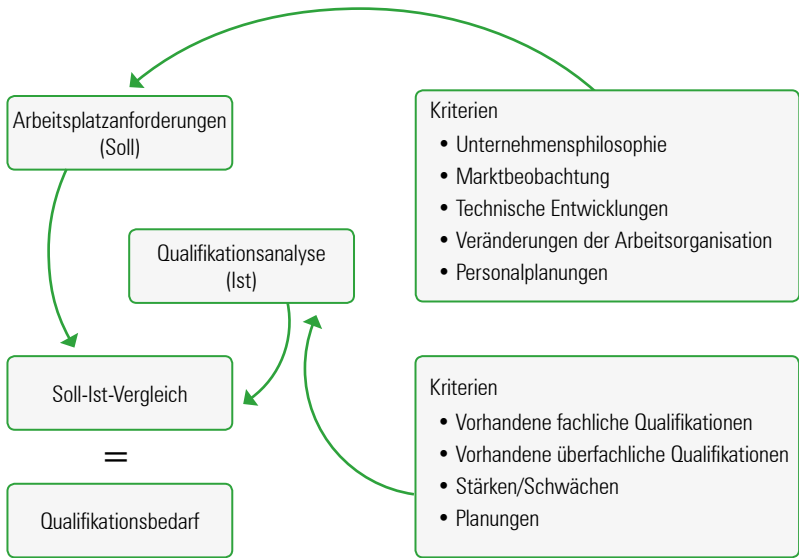 Arbeitsplatzanforderungen
(Soll)
Kriterien
• Unternehmensphilosophie
• Marktbeobachtung
• Technische Entwicklungen
• Veränderungen der Arbeitsorganisation
• Personalplanungen
Qualifikationsanalyse
(Ist)
Soll-Ist-Vergleich
=
Qualifikationsbedarf
Kriterien
• Vorhandene fachliche Qualifikationen
• Vorhandene überfachliche Qualifikationen
• Stärken/Schwächen
• Planungen